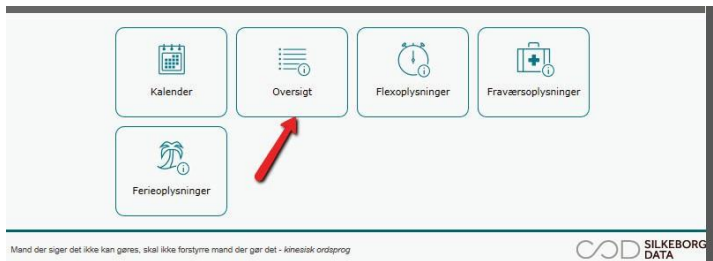 Kalender
Oversigt
Flexoplysninger
Fraværsoplysninger
Ferieoplysninger
Mand der siger det ikke kan gøres, skal ikke forstyrre mand der gør det - kinesisk ordsprog
SILKEBORG
DATA